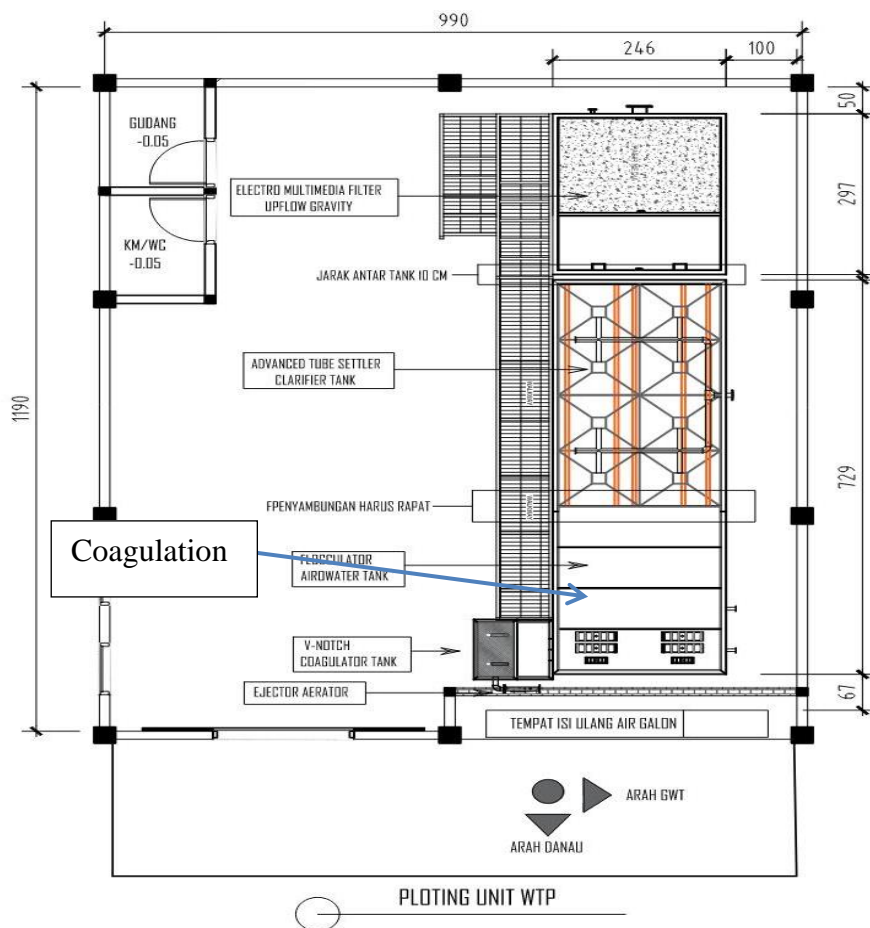 990
246
100
50
GUDANG
-0.05
ELECTRO MULTIMEDIA FILTER
UPFLOW GRAVITY
297
KM/WC
-0.05
JARAK ANTAR TANK 10 CM
ADVANCED TUBE SETTLER
CLARIFIER TANK
1190
729
FPENYAMBUNGAN HARUS RAPAT
Coagulation
AIRDWATER TANK
V-NOTCH
COAGULATOR TANK
EJECTOR AERATOR
67
TEMPAT ISI ULANG AIR GALON
ARAH GWT
ARAH DANAU
PLOTING UNIT WTP